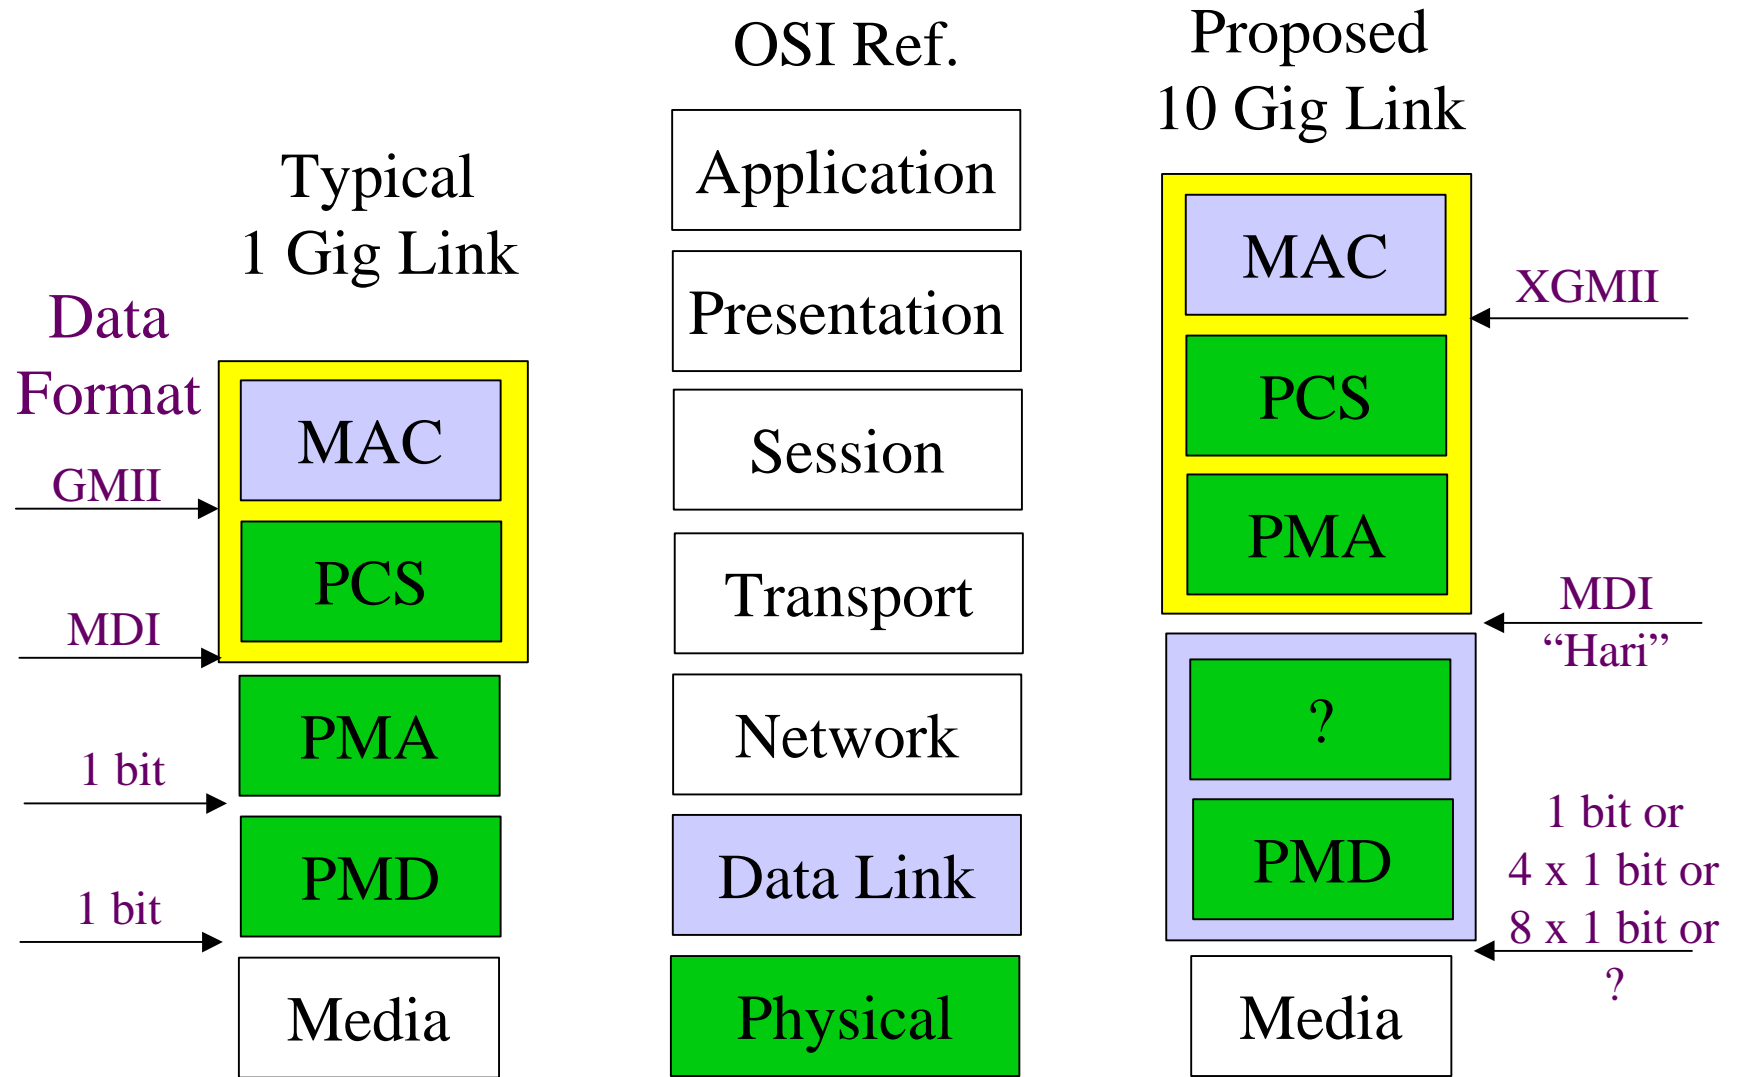 Typical
1 Gig Link
Data
Format
MAC
GMII
PCS
MDI
PMA
1 bit
PMD
1 bit
Media
OSI Ref.
Application
Presentation
Session
Transport
Network
Data Link
Physical
Proposed
10 Gig Link
MAC
XGMII
PCS
PMA
MDI
“Hari”
?
PMD
1 bit or
4 x 1 bit or
8 x 1 bit or
?
Media